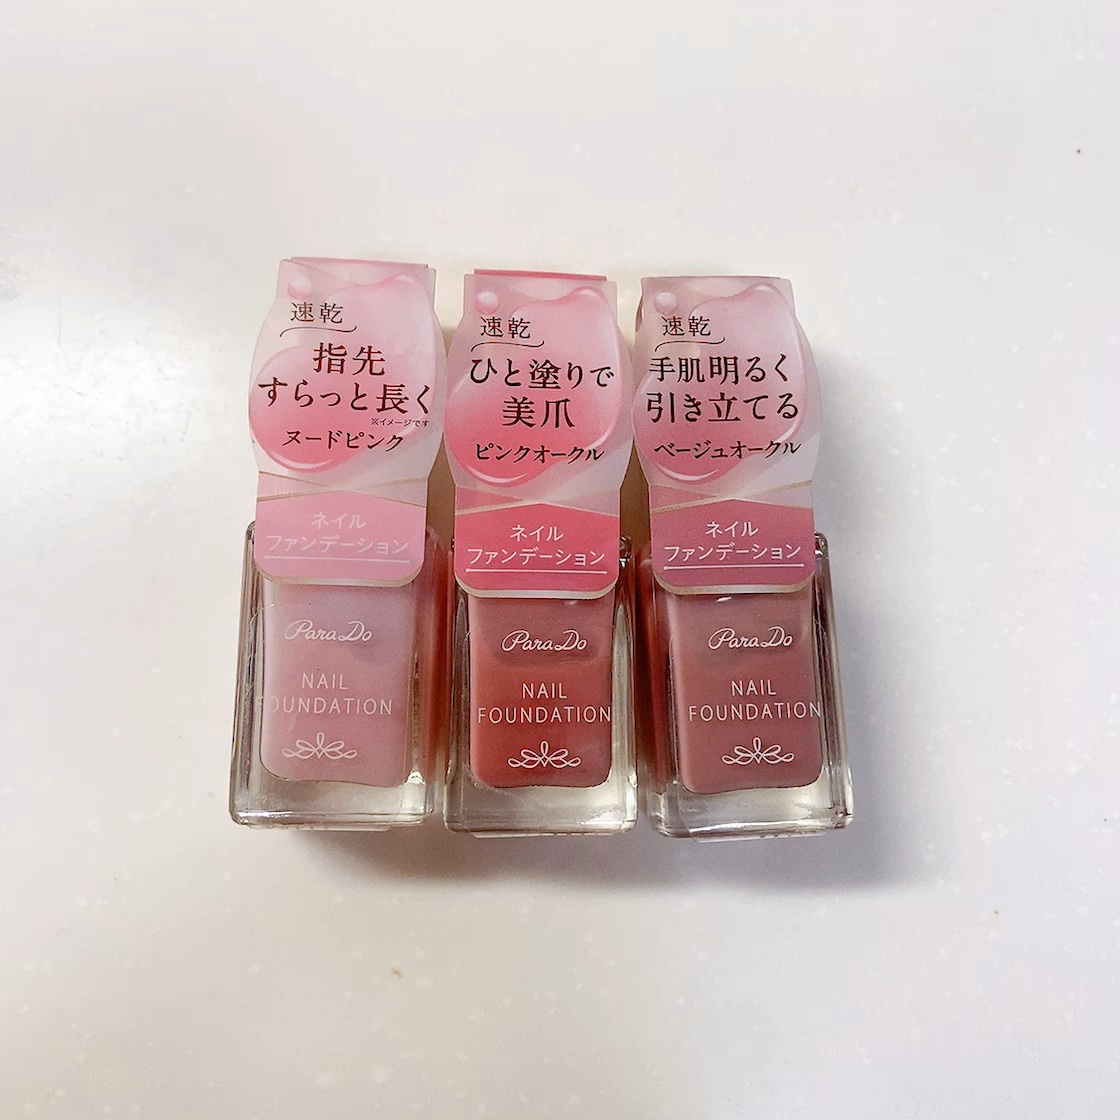 速乾
指先
すらっと長く
※イメージです
ヌードピンク
ネイル
ファンデーション
ParaDo
NAIL
FOUNDATION
速乾
ひと塗りで
美爪
ピンクオークル
ネイル
ファンデーション
ParaDo
NAIL
FOUNDATION
速乾
手肌明るく
引き立てる
ベージュオークル
ネイル
ファンデーション
ParaDo
NAIL
FOUNDATION